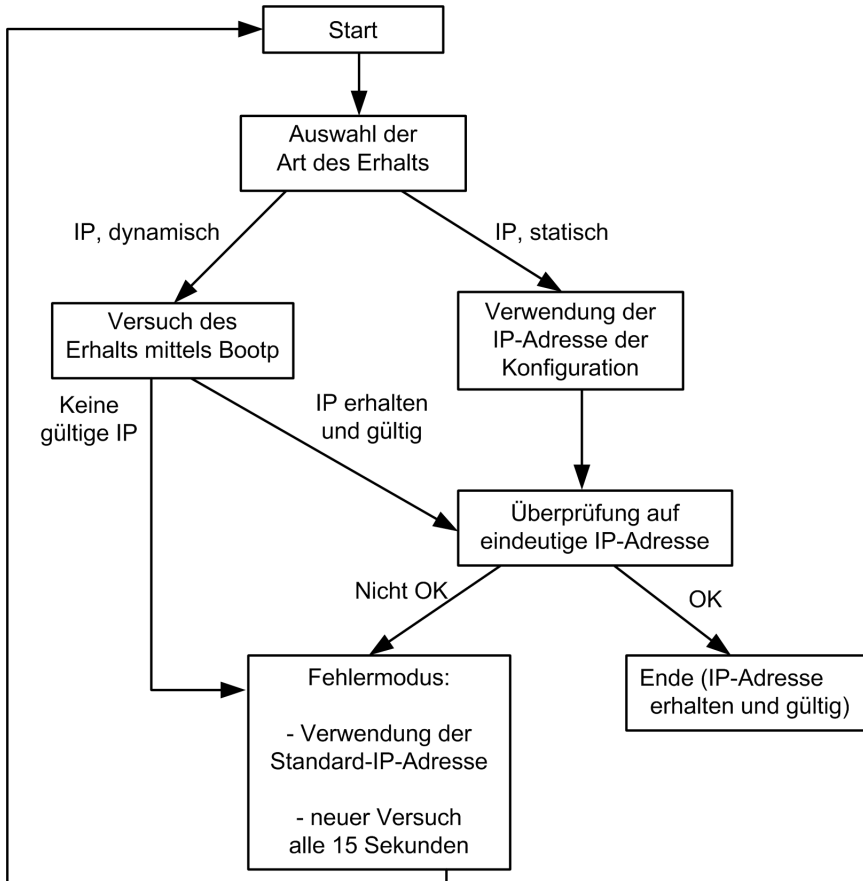 Start
Auswahl der
Art des Erhalts
IP, dynamisch
IP, statisch
Versuch des
Erhalts mittels Bootp
Verwendung der
IP-Adresse der
Konfiguration
Keine
gültige IP
IP erhalten
und gültig
Überprüfung auf
eindeutige IP-Adresse
Nicht OK
OK
Fehlermodus:
- Verwendung der
Standard-IP-Adresse
- neuer Versuch
alle 15 Sekunden
Ende (IP-Adresse
erhalten und gültig)